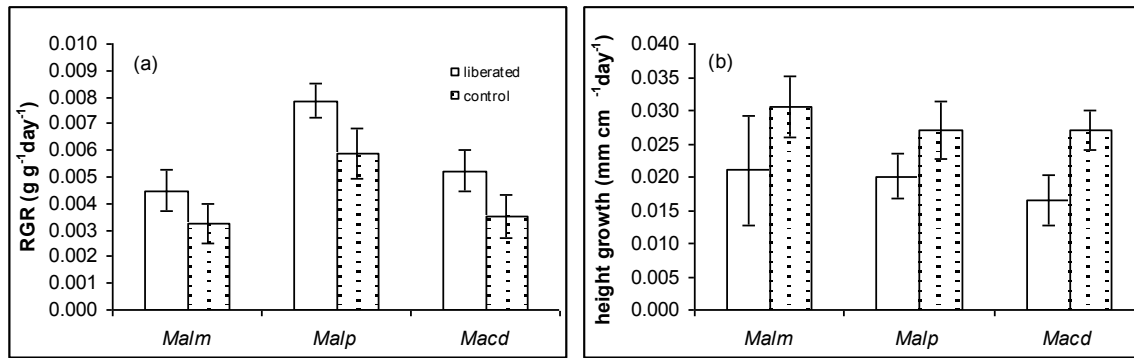 (a)
RGR (g g⁻¹day⁻¹)
0.010
0.009
0.008
0.007
0.006
0.005
0.004
0.003
0.002
0.001
0.000
liberated
control
Malm Malp Macd
(b)
height growth (mm cm ⁻¹day⁻¹)
0.040
0.035
0.030
0.025
0.020
0.015
0.010
0.005
0.000
Malm Malp Macd